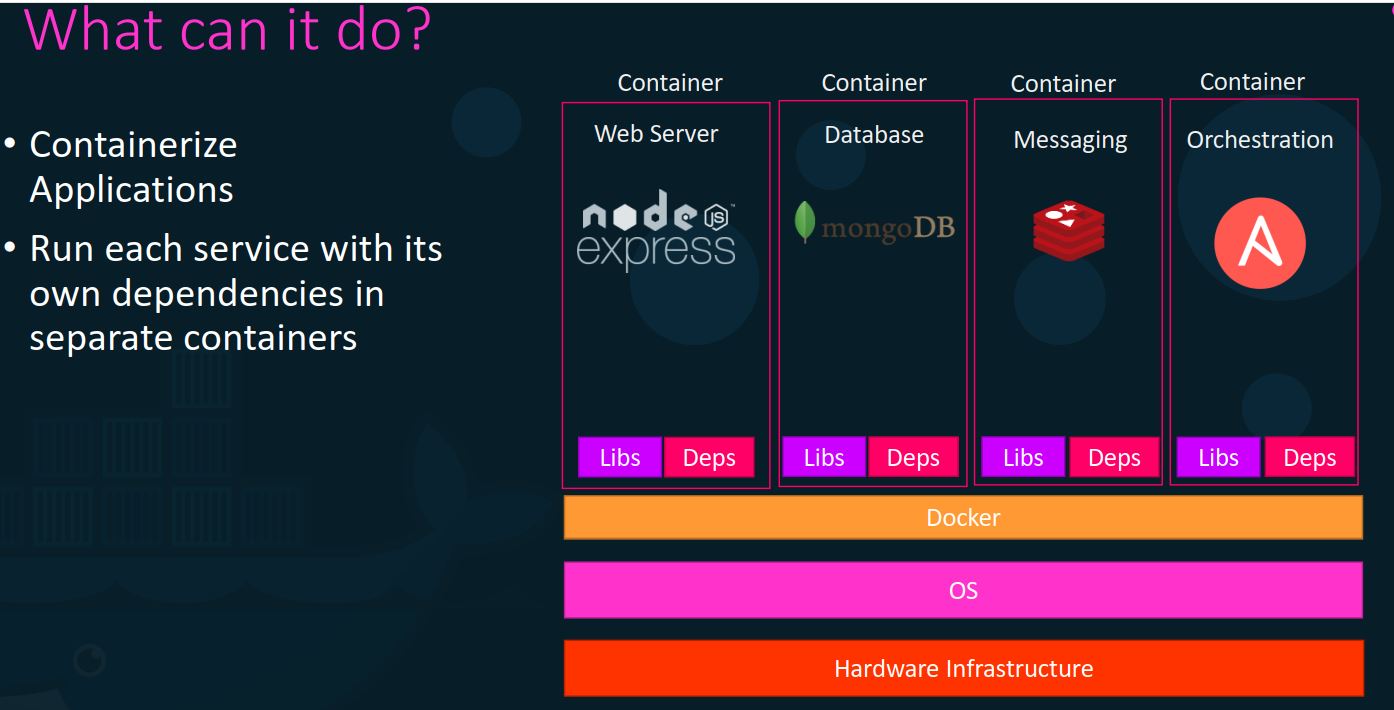 What can it do?
• Containerize
Applications
• Run each service with its
own dependencies in
separate containers
Container
Container
Container
Container
Web Server
Database
Messaging
Orchestration
node JS
express
mongoDB
A
Libs
Deps
Libs
Deps
Libs
Deps
Libs
Deps
Docker
OS
Hardware Infrastructure